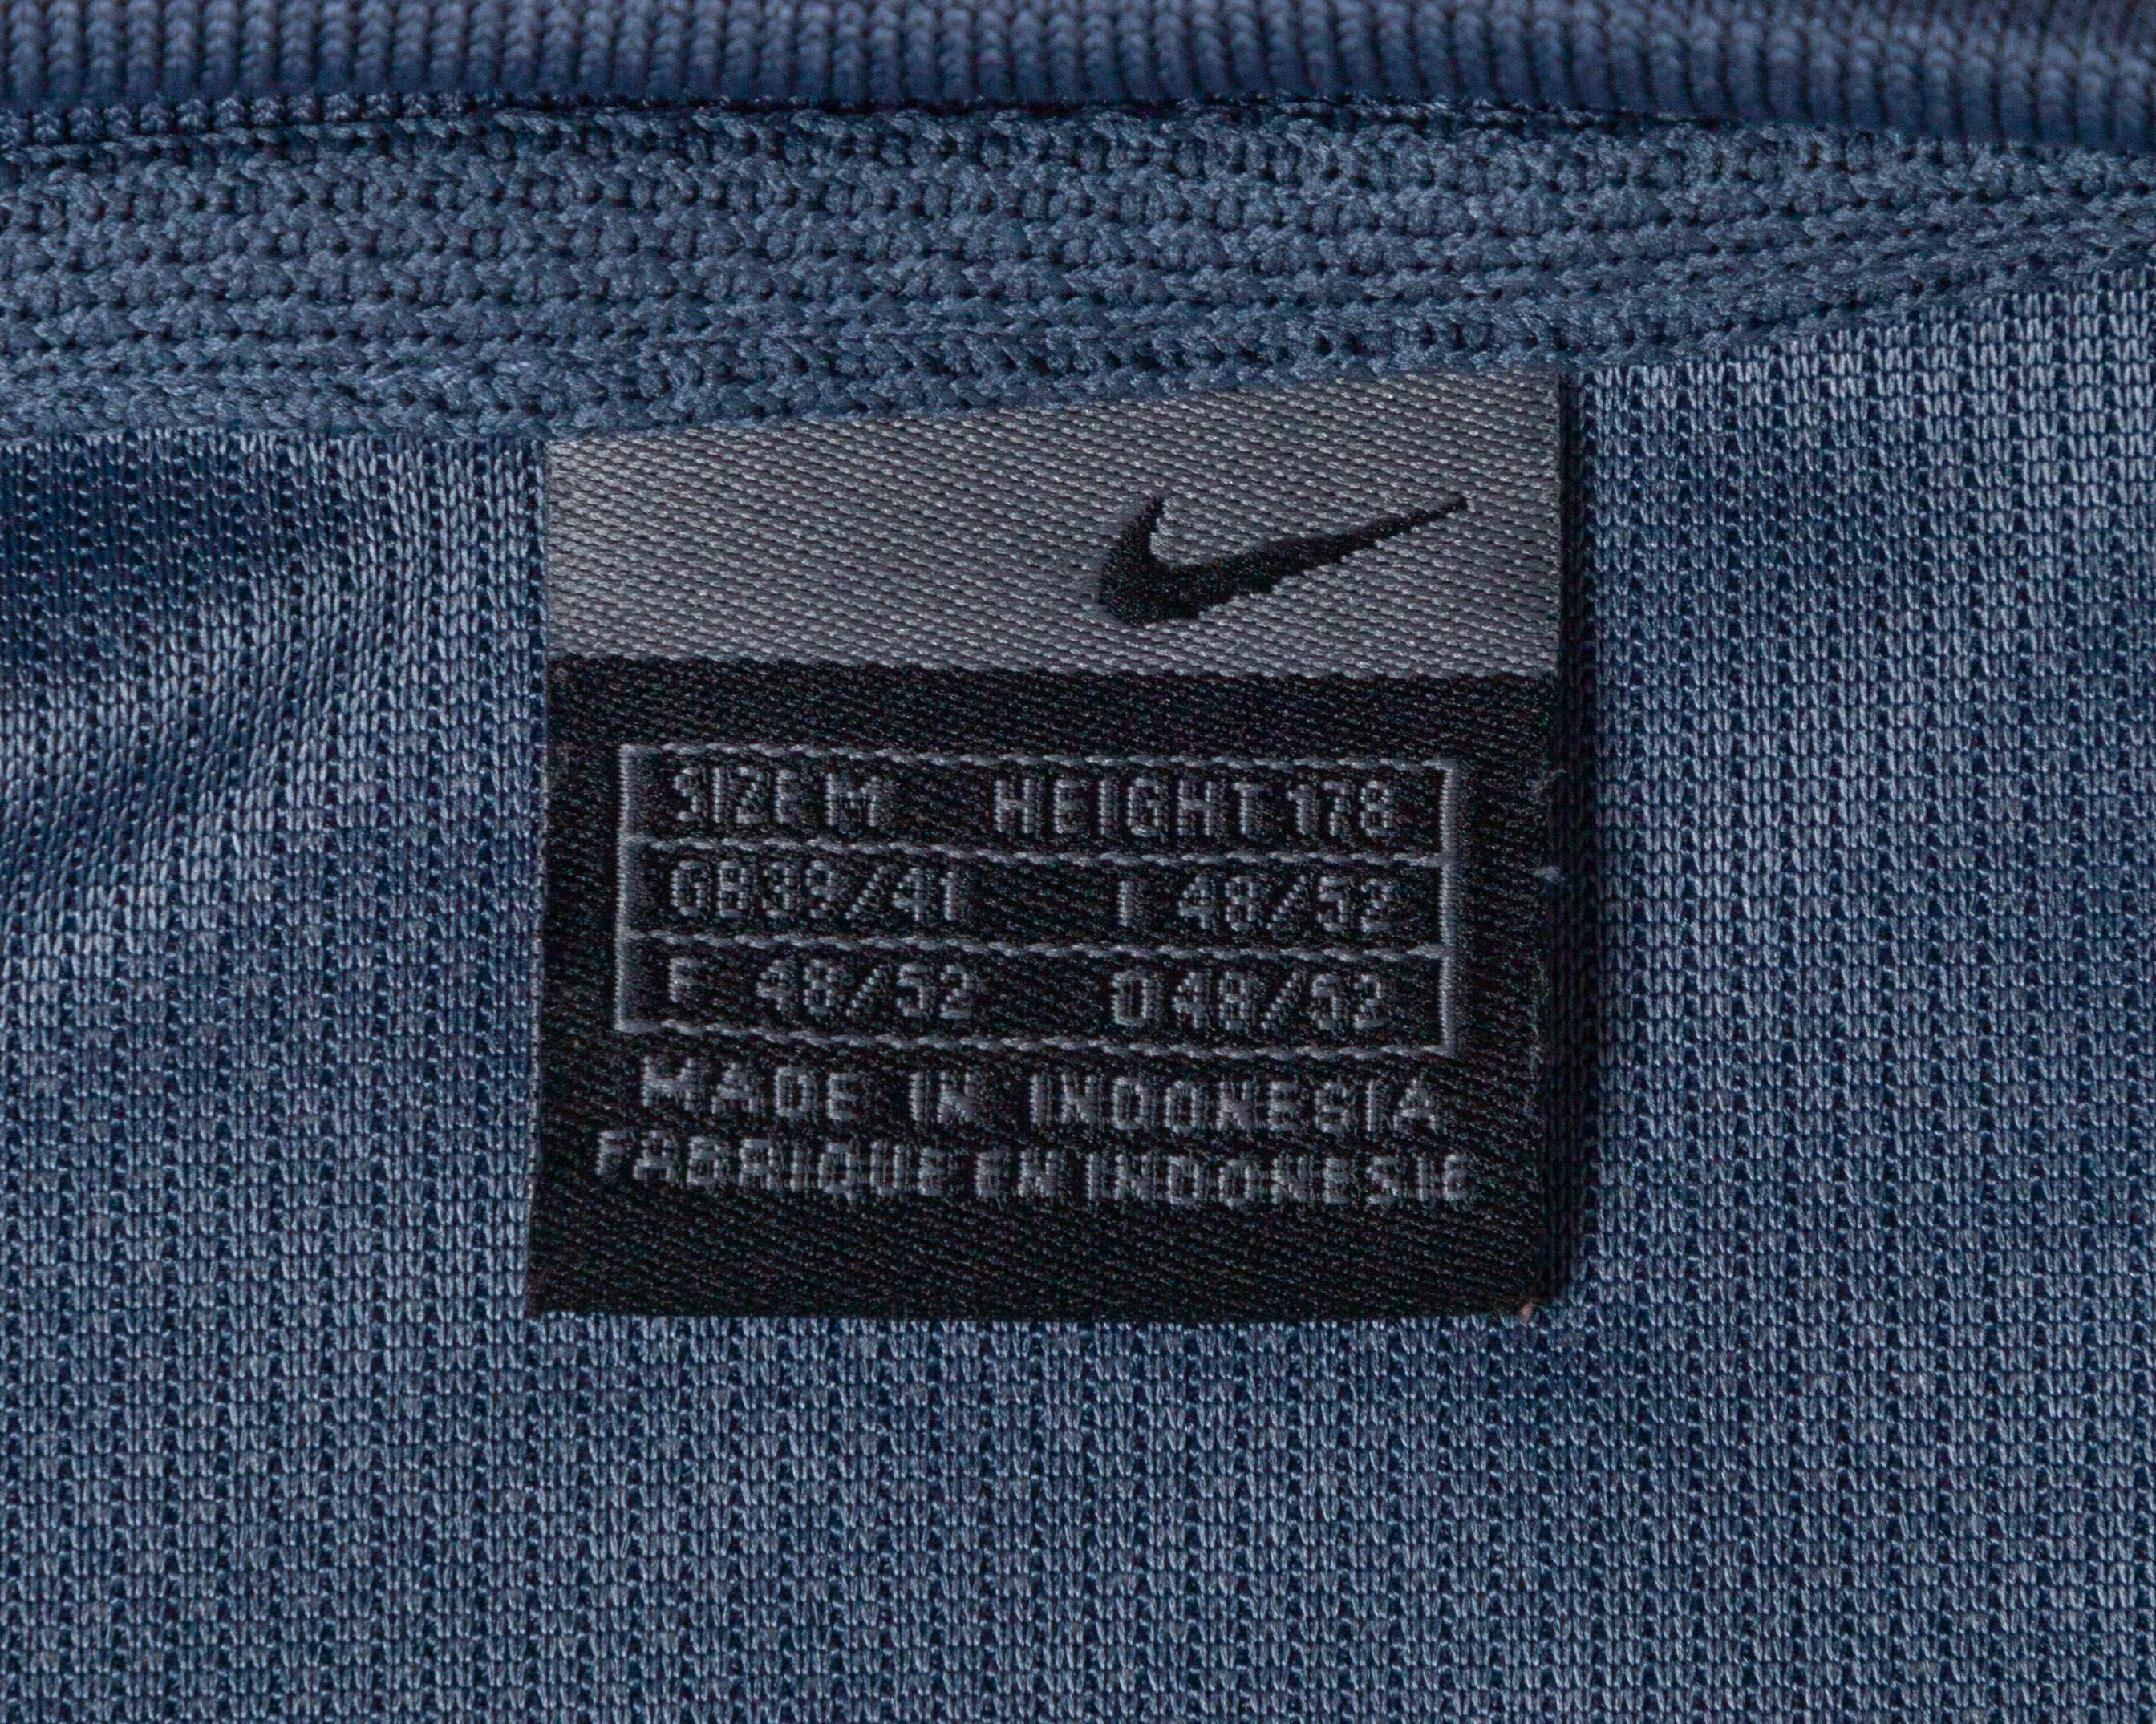 SIZE M HEIGHT 178
GB 39/41 I 48/52
F 48/52 D 48/52
MADE IN INDONESIA
FABRIQUE EN INDONESIE